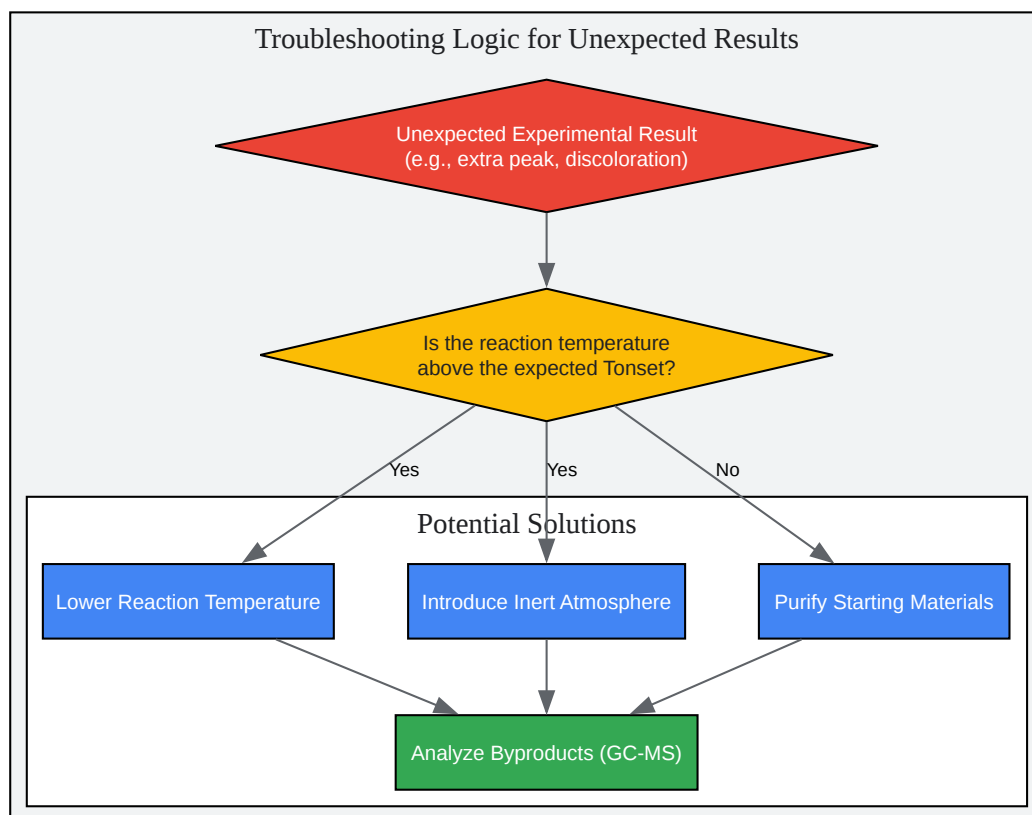 Troubleshooting Logic for Unexpected Results
Unexpected Experimental Result
(e.g., extra peak, discoloration)
Is the reaction temperature
above the expected Tonset?
Yes
Yes
No
Potential Solutions
Lower Reaction Temperature
Introduce Inert Atmosphere
Purify Starting Materials
Analyze Byproducts (GC-MS)